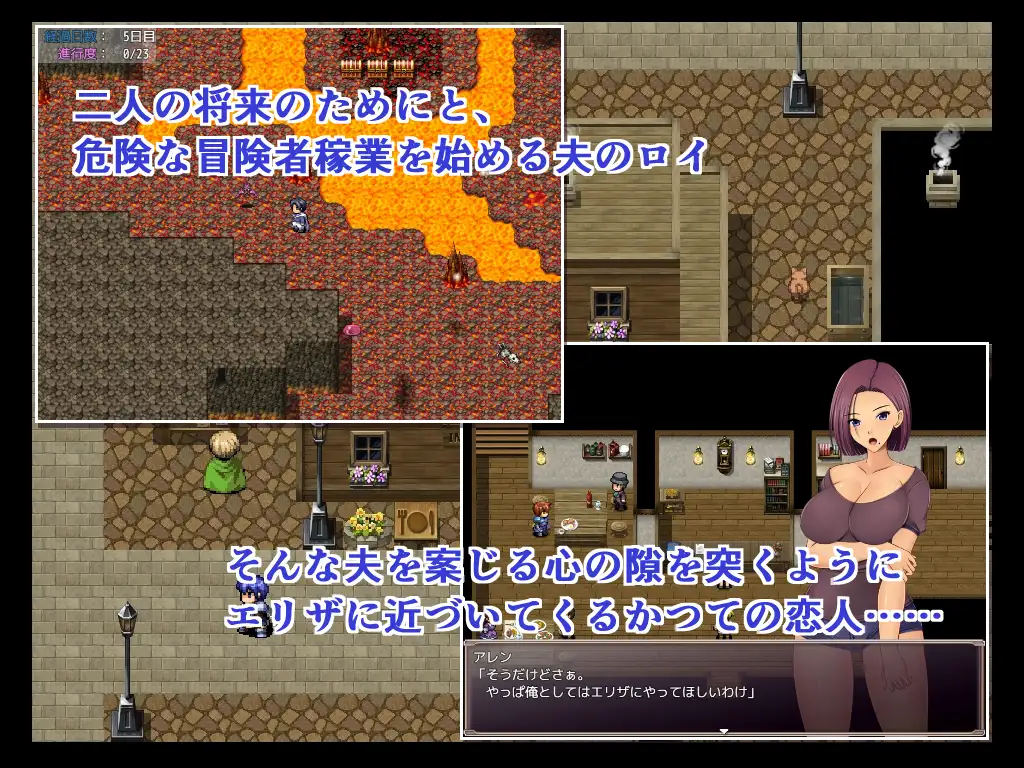 経過日数： 5日目
進行度： 0/23
二人の将来のためにと、
危険な冒険者稼業を始める夫のロイ
そんな夫を案じる心の隙を突くように
エリザに近づいてくるかつての恋人……
アレン
「そうだけどさぁ。
やっぱ俺としてはエリザにやってほしいわけ」